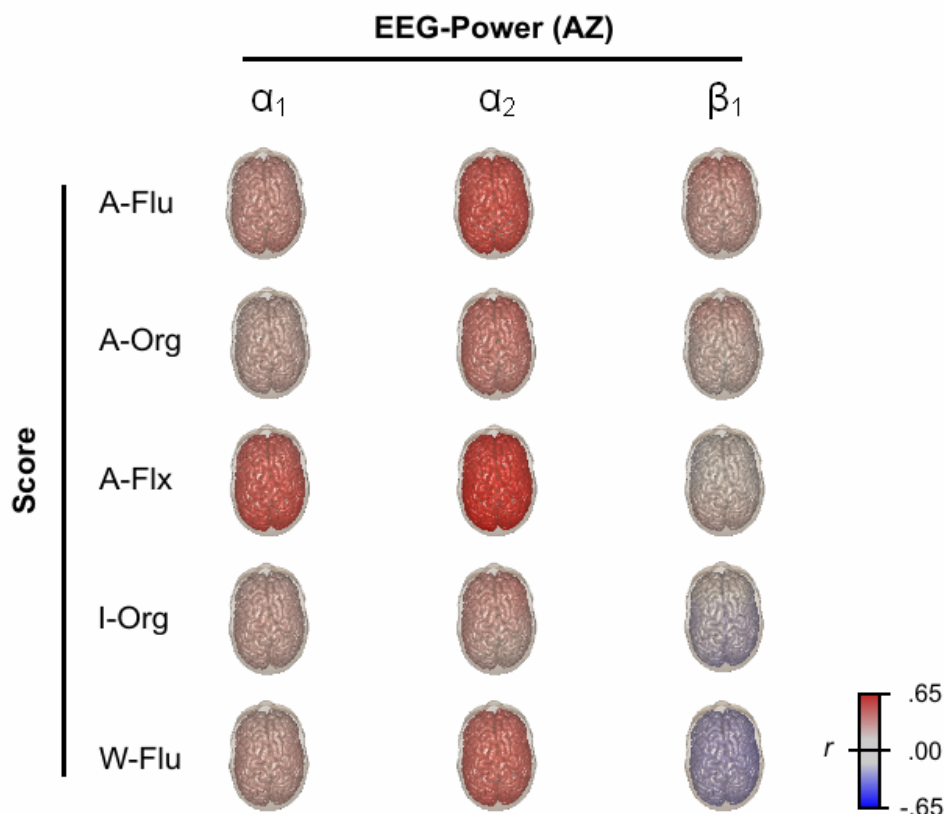 EEG-Power (AZ)
α1 α2 β1
A-Flu
A-Org
A-Flx
I-Org
W-Flu
Score
r
.65
.00
-.65